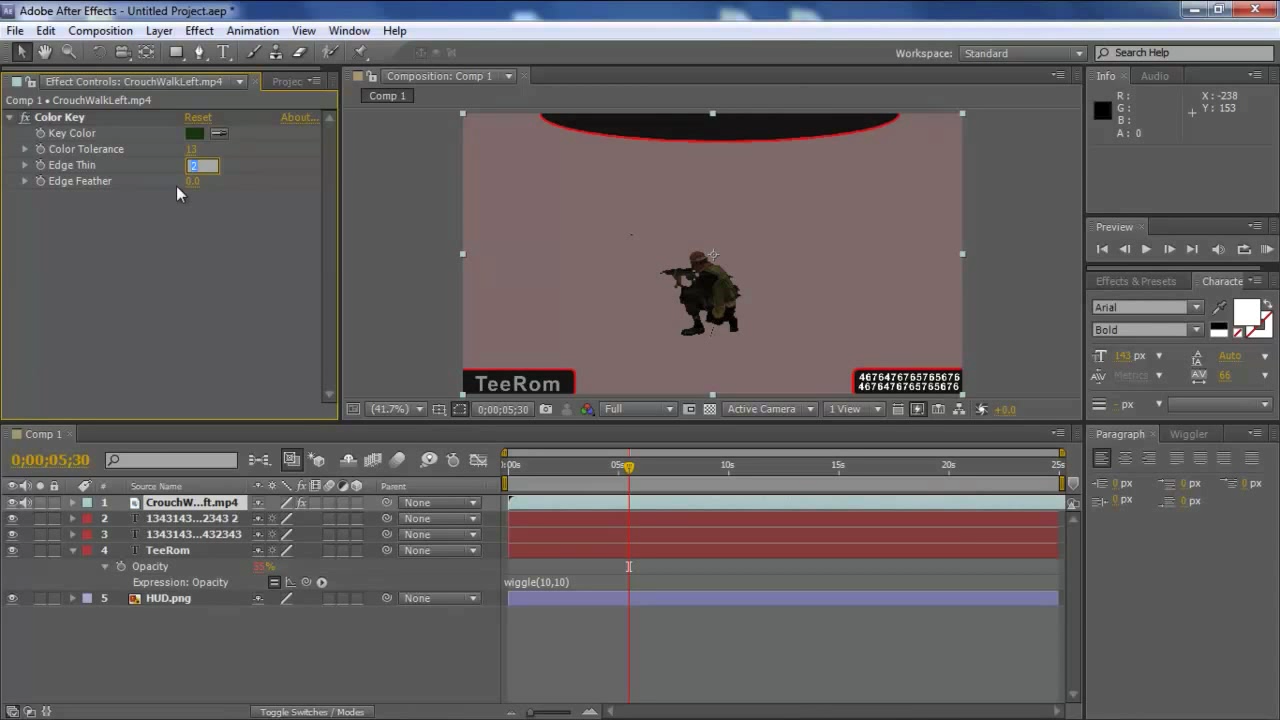 Adobe After Effects - Untitled Project.aep *
File Edit Composition Layer Effect Animation View Window Help
Workspace: Standard Search Help
Effect Controls: CrouchWalkLeft.mp4 Projec
Composition: Comp 1
Info Audio
Comp 1 • CrouchWalkLeft.mp4
Comp 1
Color Key Reset About...
Key Color
Color Tolerance 13
Edge Thin 2
Edge Feather 0.0
R : X : -238
G : Y : 153
B :
A : 0
Preview
Effects & Presets Characte
Arial
Bold
143 px Auto
Metrics 66
- px
TeeRom
4676476765765676
4676476765765676
(41.7%) 0;00;05;30 Full Active Camera 1 View +0.0
Comp 1
Paragraph Wiggler
0 px 0 px 0 px
0 px 0 px
0;00;05;30
:00s 05s 10s 15s 20s 25s
# Source Name Parent
1 CrouchW...ft.mp4 None
2 1343143...2343 2 None
3 1343143...432343 None
4 TeeRom None
Opacity 35%
Expression: Opacity wiggle(10,10)
5 HUD.png None
Toggle Switches / Modes